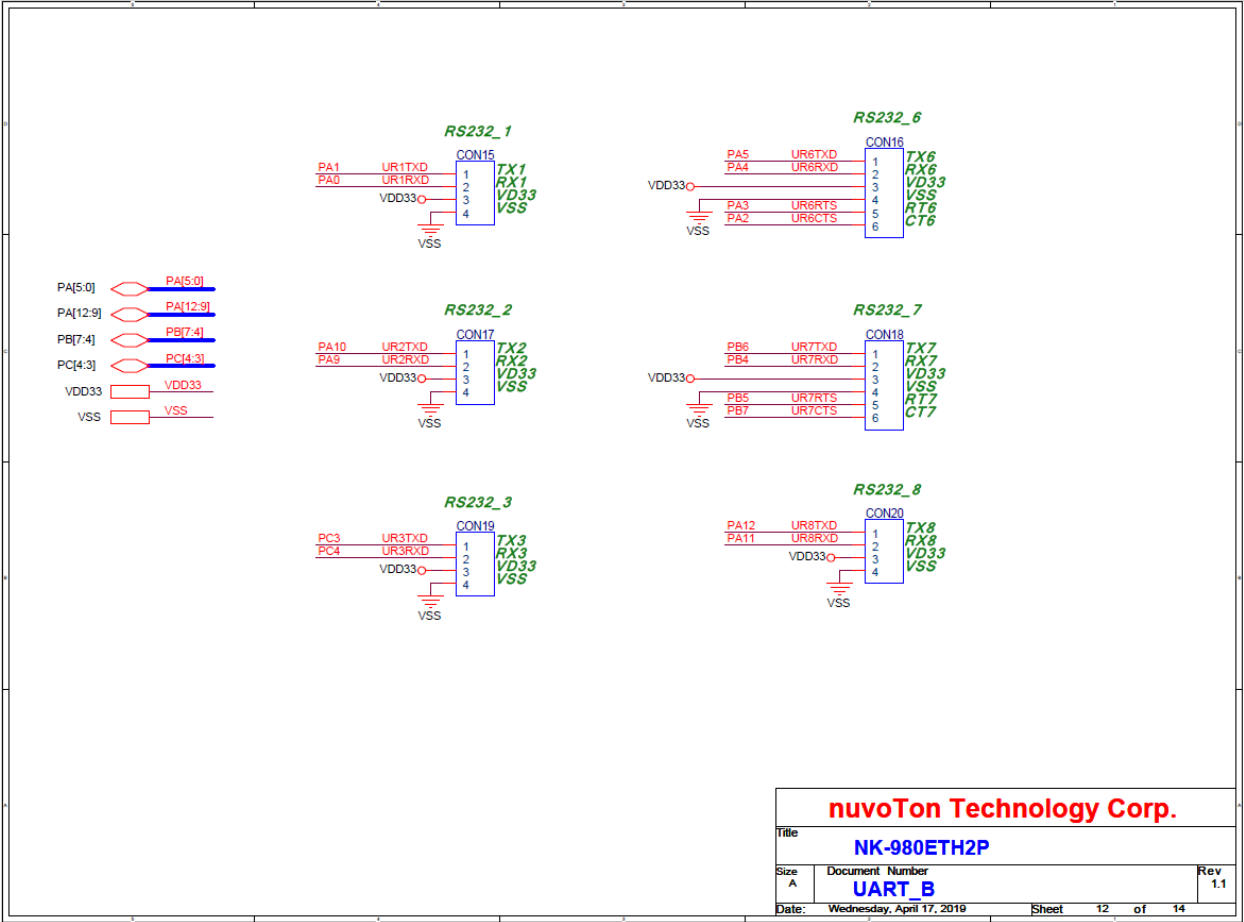 RS232_1
CON15
PA1 UR1TXD 1 TX1
PA0 UR1RXD 2 RX1
VDD33 3 VD33
4 VSS
VSS
RS232_6
CON16
PA5 UR6TXD 1 TX6
PA4 UR6RXD 2 RX6
VDD33 3 VD33
4 VSS
PA3 UR6RTS 5 RT6
PA2 UR6CTS 6 CT6
VSS
PA[5:0] PA[5:0]
PA[12:9] PA[12:9]
PB[7:4] PB[7:4]
PC[4:3] PC[4:3]
VDD33 VDD33
VSS VSS
RS232_2
CON17
PA10 UR2TXD 1 TX2
PA9 UR2RXD 2 RX2
VDD33 3 VD33
4 VSS
VSS
RS232_7
CON18
PB6 UR7TXD 1 TX7
PB4 UR7RXD 2 RX7
VDD33 3 VD33
4 VSS
PB5 UR7RTS 5 RT7
PB7 UR7CTS 6 CT7
VSS
RS232_3
CON19
PC3 UR3TXD 1 TX3
PC4 UR3RXD 2 RX3
VDD33 3 VD33
4 VSS
VSS
RS232_8
CON20
PA12 UR8TXD 1 TX8
PA11 UR8RXD 2 RX8
VDD33 3 VD33
4 VSS
VSS
nuvoTon Technology Corp.
Title
NK-980ETH2P
Size Document Number Rev
A UART_B 1.1
Date: Wednesday, April 17, 2019 Sheet 12 of 14